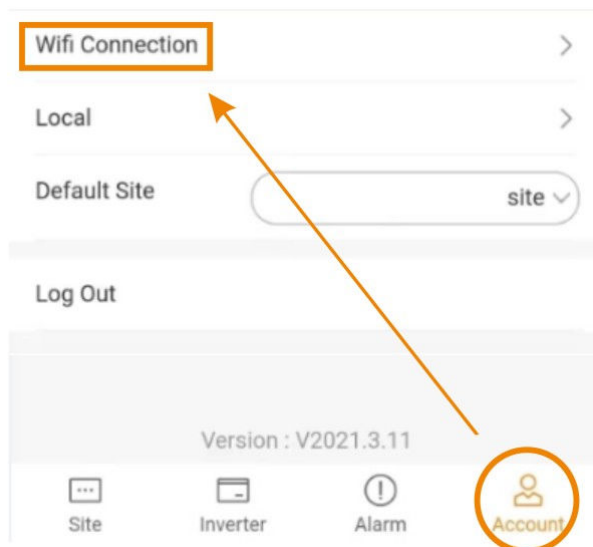 Wifi Connection
Local
Default Site site
Log Out
Version : V2021.3.11
Site Inverter Alarm Account